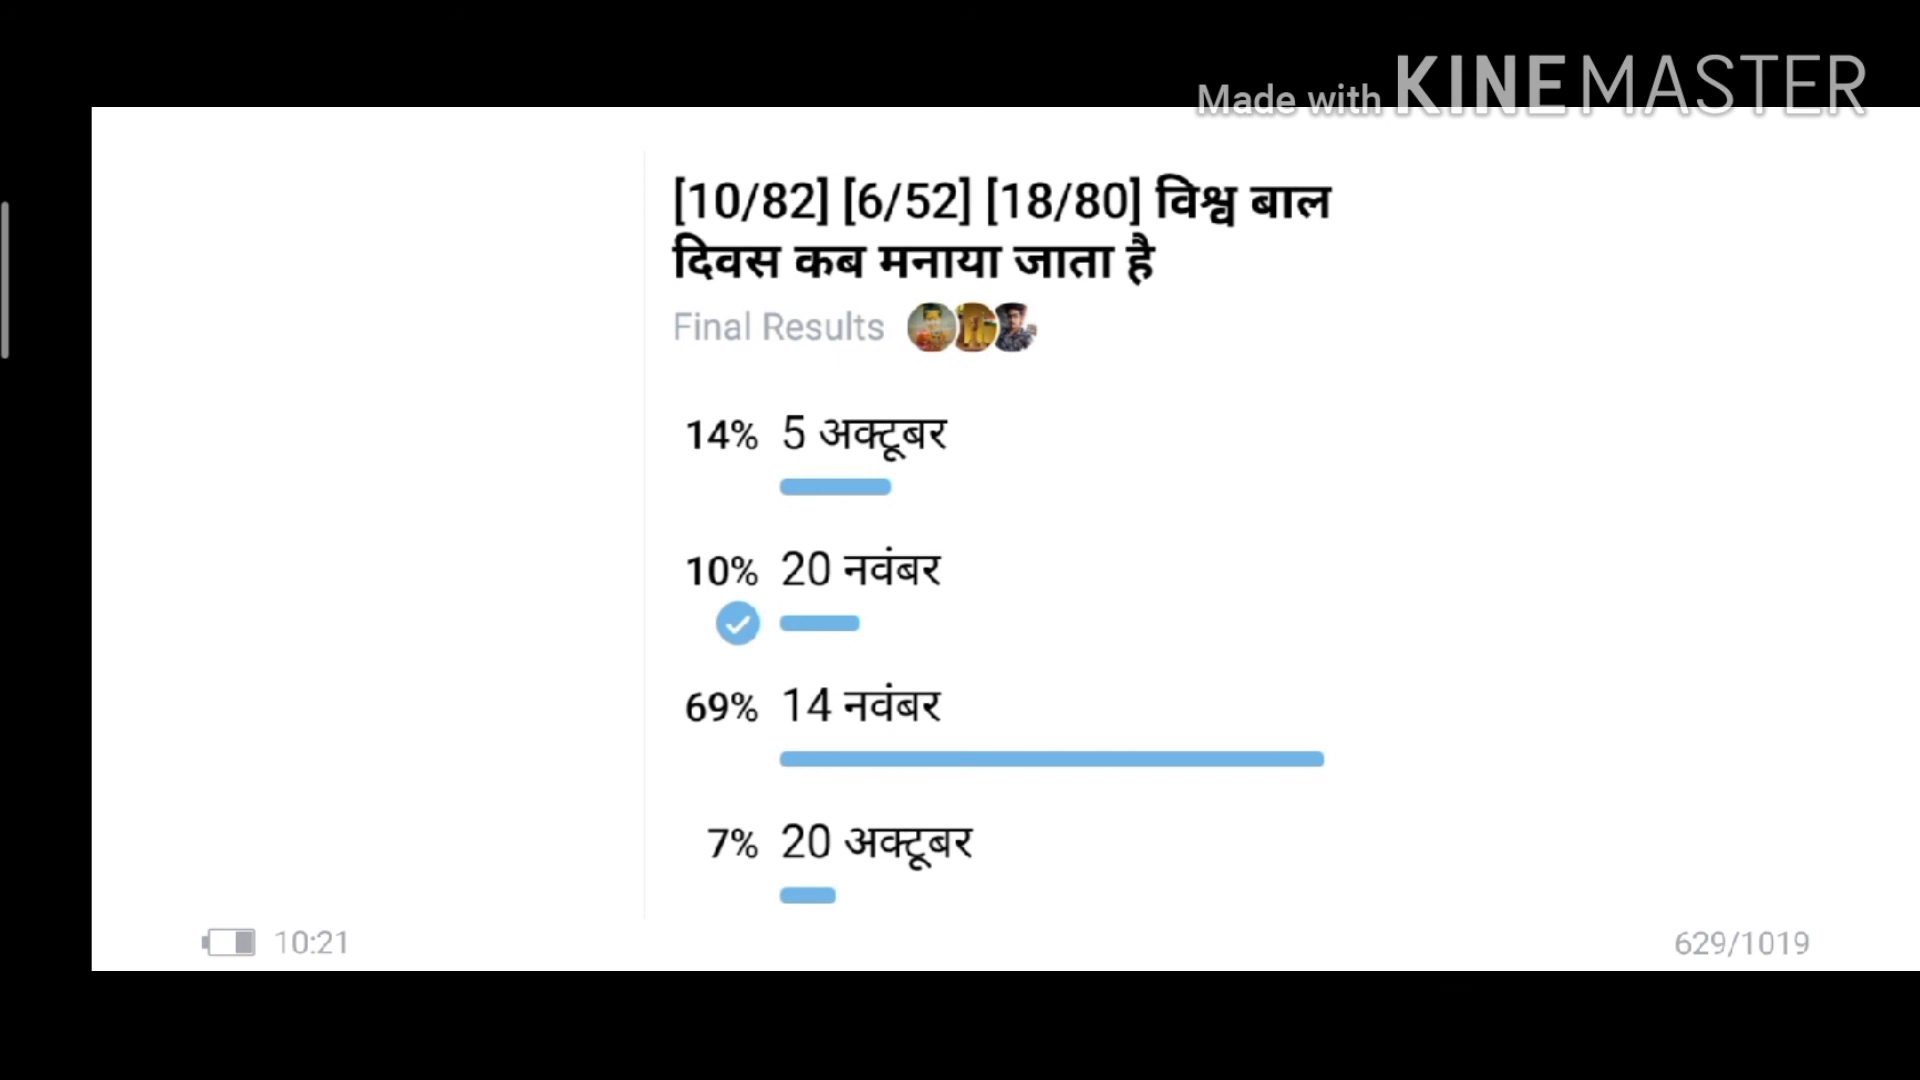 Made with KINEMASTER
[10/82] [6/52] [18/80] विश्व बाल
दिवस कब मनाया जाता है
Final Results
14% 5 अक्टूबर
10% 20 नवंबर
69% 14 नवंबर
7% 20 अक्टूबर
10:21
629/1019